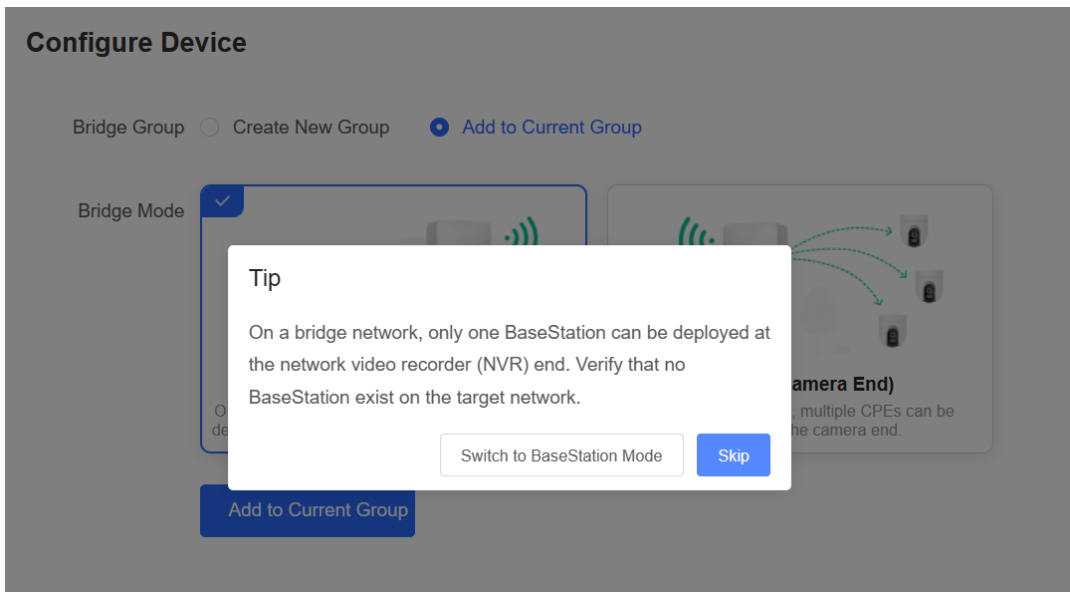 Configure Device
Bridge Group Create New Group Add to Current Group
Bridge Mode
Tip
On a bridge network, only one BaseStation can be deployed at
the network video recorder (NVR) end. Verify that no
BaseStation exist on the target network.
amera End)
O
, multiple CPEs can be
de
he camera end.
Switch to BaseStation Mode Skip
Add to Current Group